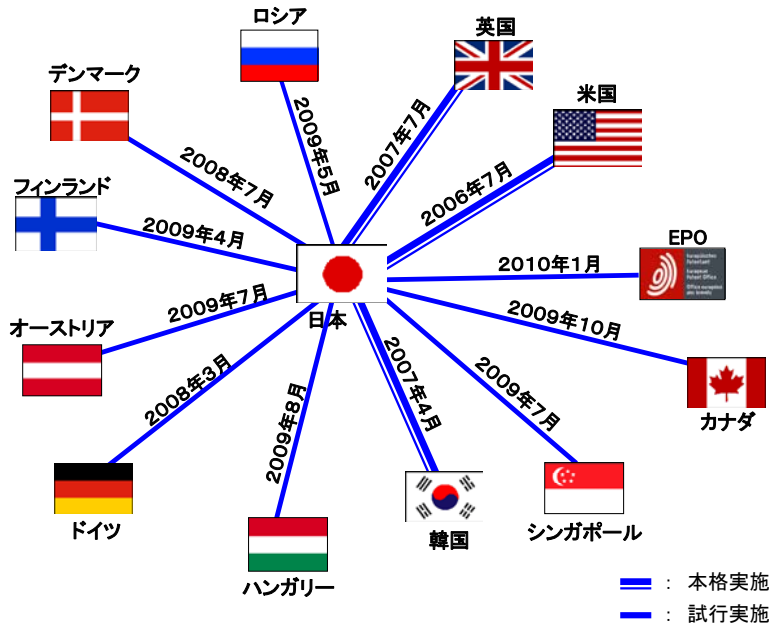 ロシア
英国
デンマーク
米国
2009年5月
2007年7月
2008年7月
2006年7月
フィンランド
2009年4月
EPO
2010年1月
日本
オーストリア
2009年7月
2009年10月
2008年3月
2009年8月
2007年4月
2009年7月
カナダ
ドイツ
ハンガリー
韓国
シンガポール
: 本格実施
: 試行実施